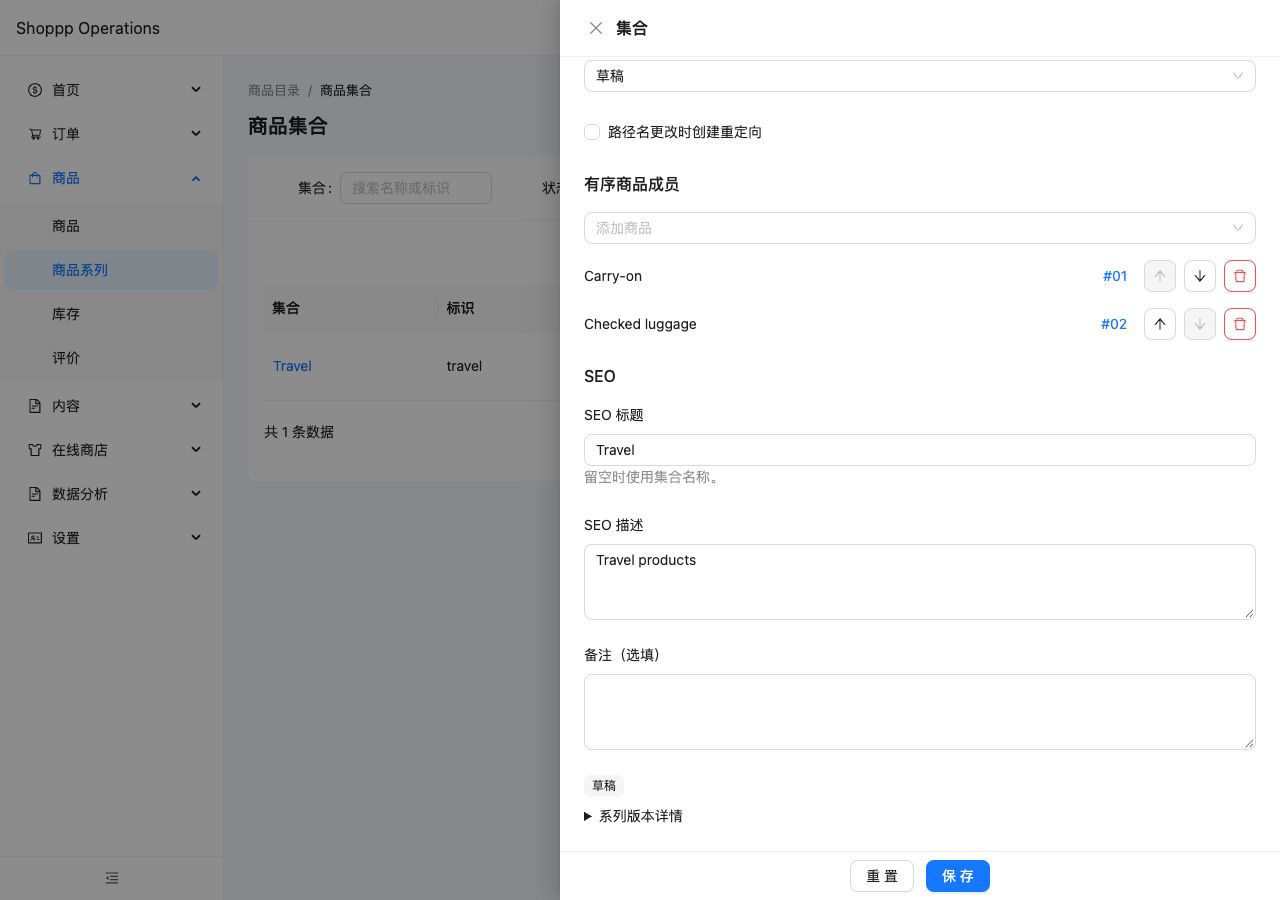 Shoppp Operations
首页
订单
商品
商品
商品系列
库存
评价
内容
在线商店
数据分析
设置
商品目录 / 商品集合
商品集合
集合: 搜索名称或标识
集合 标识
Travel travel
共 1 条数据
集合
草稿
路径名更改时创建重定向
有序商品成员
添加商品
Carry-on #01
Checked luggage #02
SEO
SEO 标题
Travel
留空时使用集合名称。
SEO 描述
Travel products
备注（选填）
草稿
系列版本详情
重 置 保 存